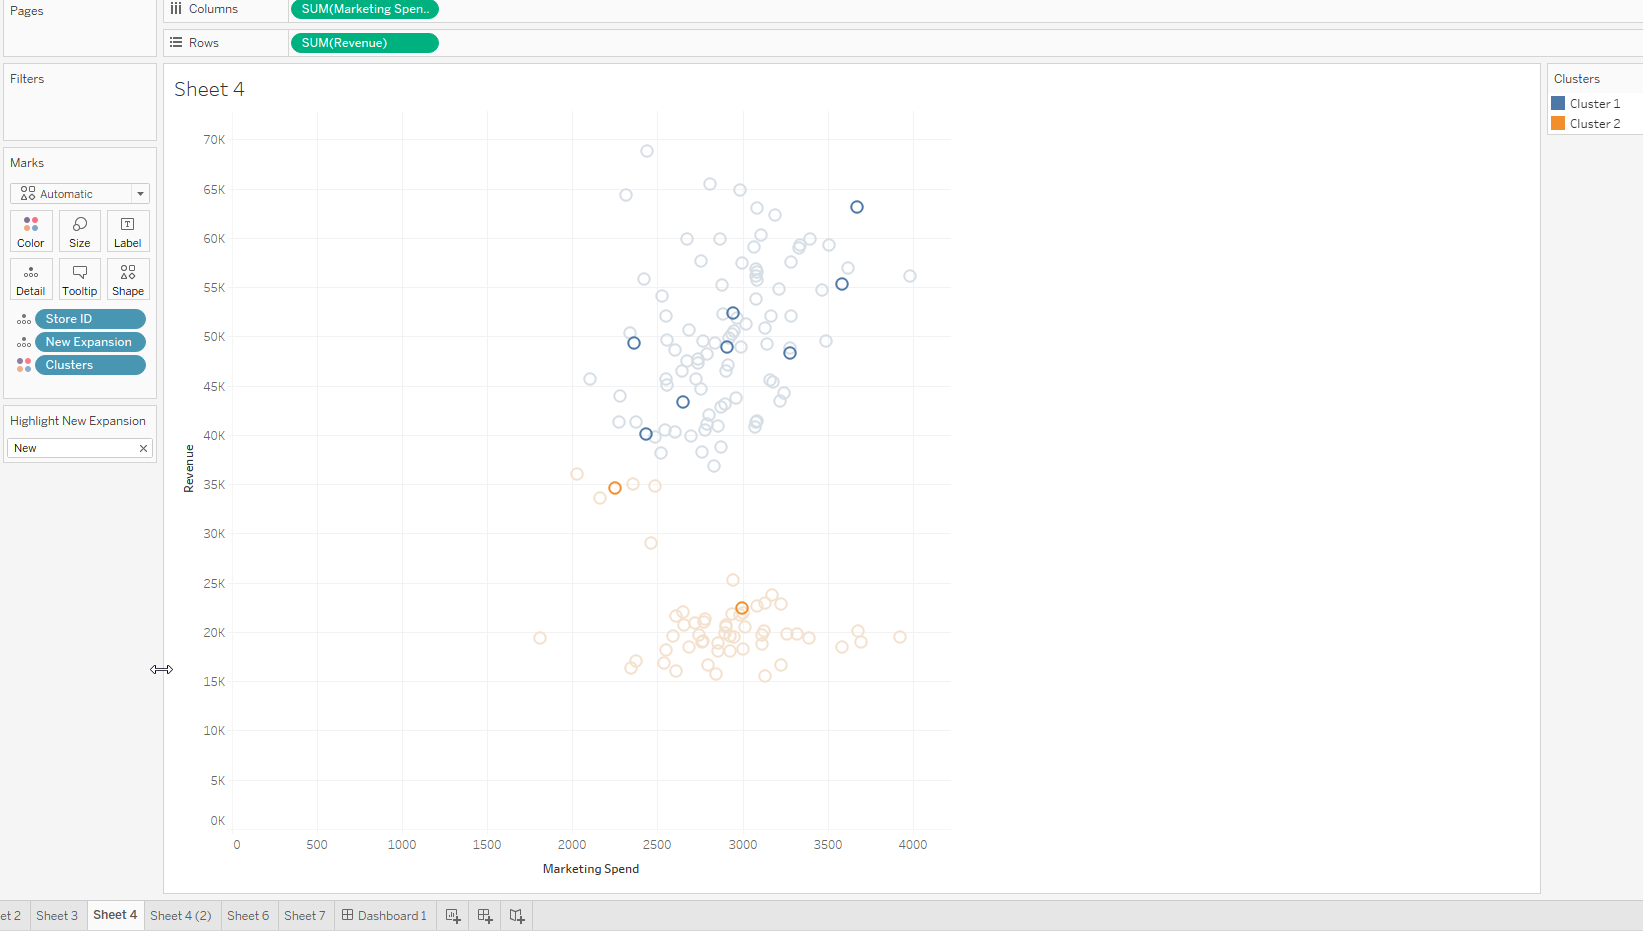 Pages
Columns
SUM(Marketing Spen..
Rows
SUM(Revenue)
Filters
Sheet 4
Clusters
Cluster 1
Cluster 2
Marks
Automatic
Color
Size
Label
Detail
Tooltip
Shape
Store ID
New Expansion
Clusters
Highlight New Expansion
New
70K
65K
60K
55K
50K
45K
40K
35K
30K
25K
20K
15K
10K
5K
0K
Revenue
0 500 1000 1500 2000 2500 3000 3500 4000
Marketing Spend
et 2 Sheet 3 Sheet 4 Sheet 4 (2) Sheet 6 Sheet 7 Dashboard 1